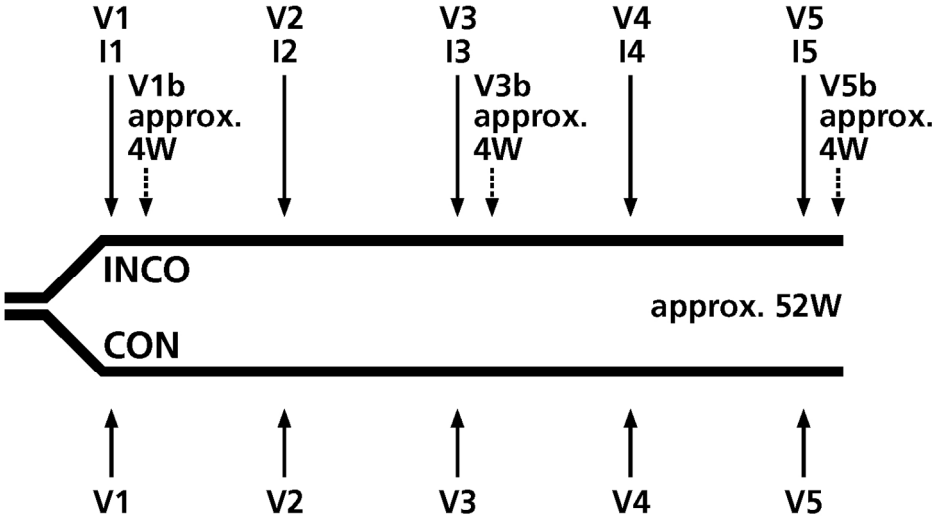 V1 V2 V3 V4 V5
I1 I2 I3 I4 I5
V1b V3b V5b
approx. approx. approx.
4W 4W 4W
INCO
approx. 52W
CON
V1 V2 V3 V4 V5